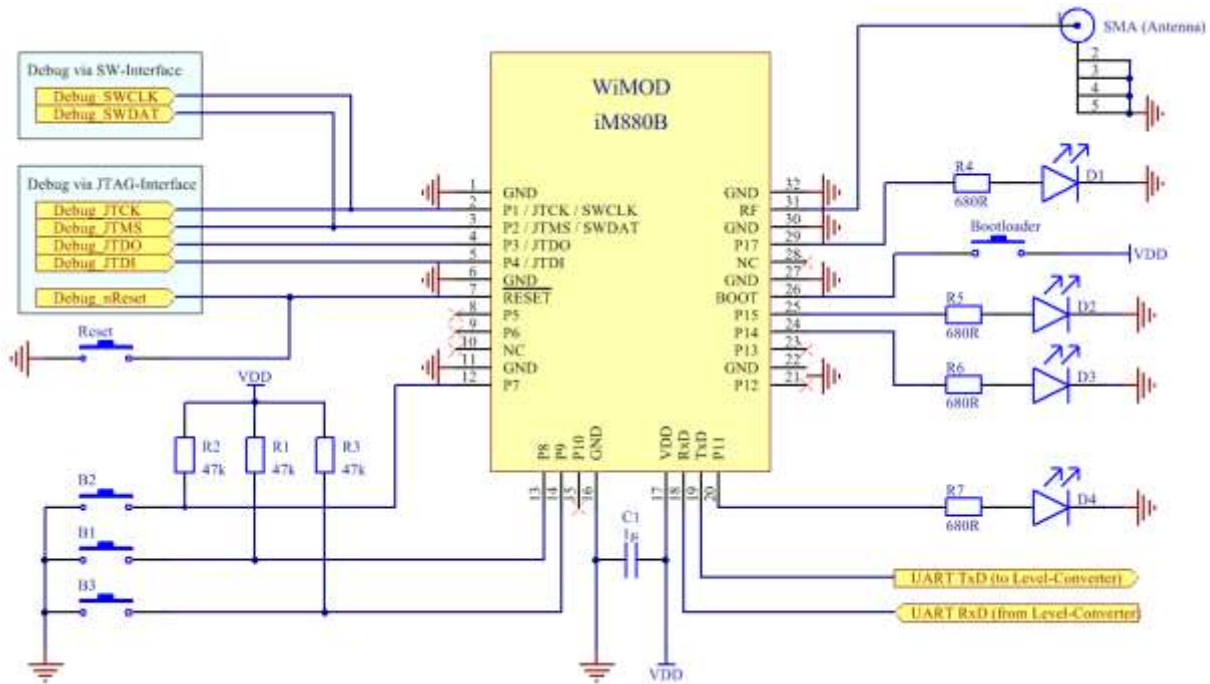 Debug via SW-Interface
Debug_SWCLK
Debug_SWDAT
Debug via JTAG-Interface
Debug_JTCK
Debug_JTMS
Debug_JTDO
Debug_JTDI
Debug_nReset
Reset
WiMOD
iM880B
1 GND
2 P1 / JTCK / SWCLK
3 P2 / JTMS / SWDAT
4 P3 / JTDO
5 P4 / JTDI
6 GND
7 RESET
8 P5
9 P6
10 NC
11 GND
12 P7
GND 32
RF 31
GND 30
P17 29
NC 28
GND 27
BOOT 26
P15 25
P14 24
P13 23
GND 22
P12 21
P8 13
P9 14
P10 15
GND 16
VDD 17
RxD 18
TxD 19
P11 20
1
SMA (Antenna)
2
3
4
5
R4
680R
D1
Bootloader
VDD
R5
680R
D2
R6
680R
D3
R7
680R
D4
VDD
R2
47k
R1
47k
R3
47k
B2
B1
B3
C1
VDD
UART TxD (to Level-Converter)
UART RxD (from Level-Converter)